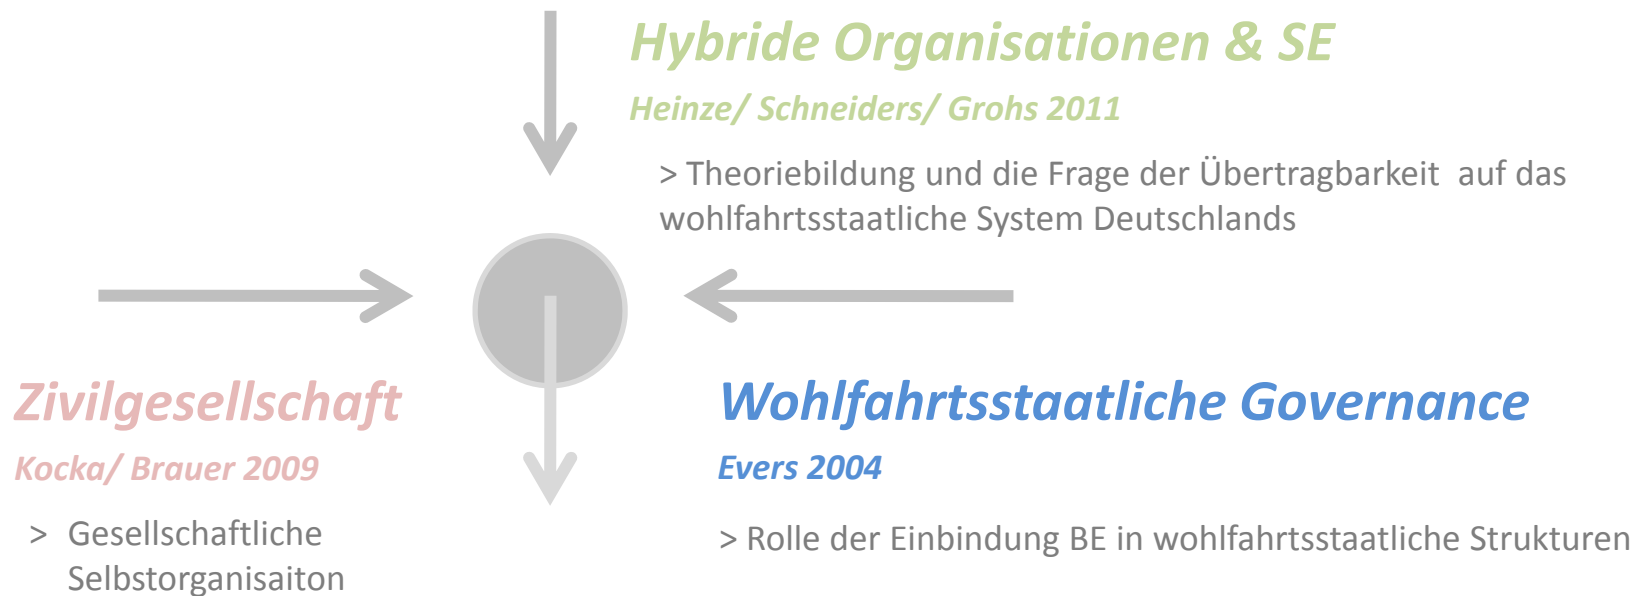 Hybride Organisationen & SE
Heinze/ Schneiders/ Grohs 2011
> Theoriebildung und die Frage der Übertragbarkeit  auf das
wohlfahrtsstaatliche System Deutschlands
Zivilgesellschaft
Kocka/ Brauer 2009
> Gesellschaftliche
Selbstorganisaiton
Wohlfahrtsstaatliche Governance
Evers 2004
> Rolle der Einbindung BE in wohlfahrtsstaatliche Strukturen